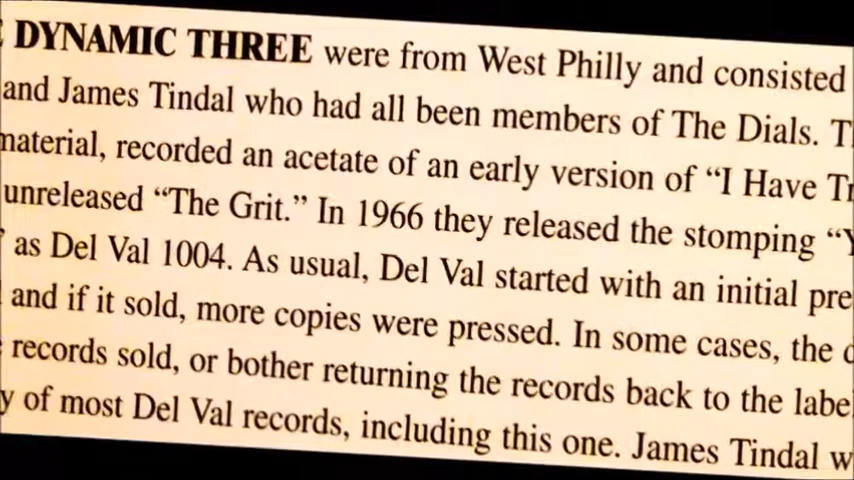 DYNAMIC THREE were from West Philly and consisted
and James Tindal who had all been members of The Dials.
material, recorded an acetate of an early version of “I Have
unreleased “The Grit.” In 1966 they released the stomping
” as Del Val 1004. As usual, Del Val started with an initial
and if it sold, more copies were pressed. In some cases, the
records sold, or bother returning the records back to the label
of most Del Val records, including this one. James Tindal